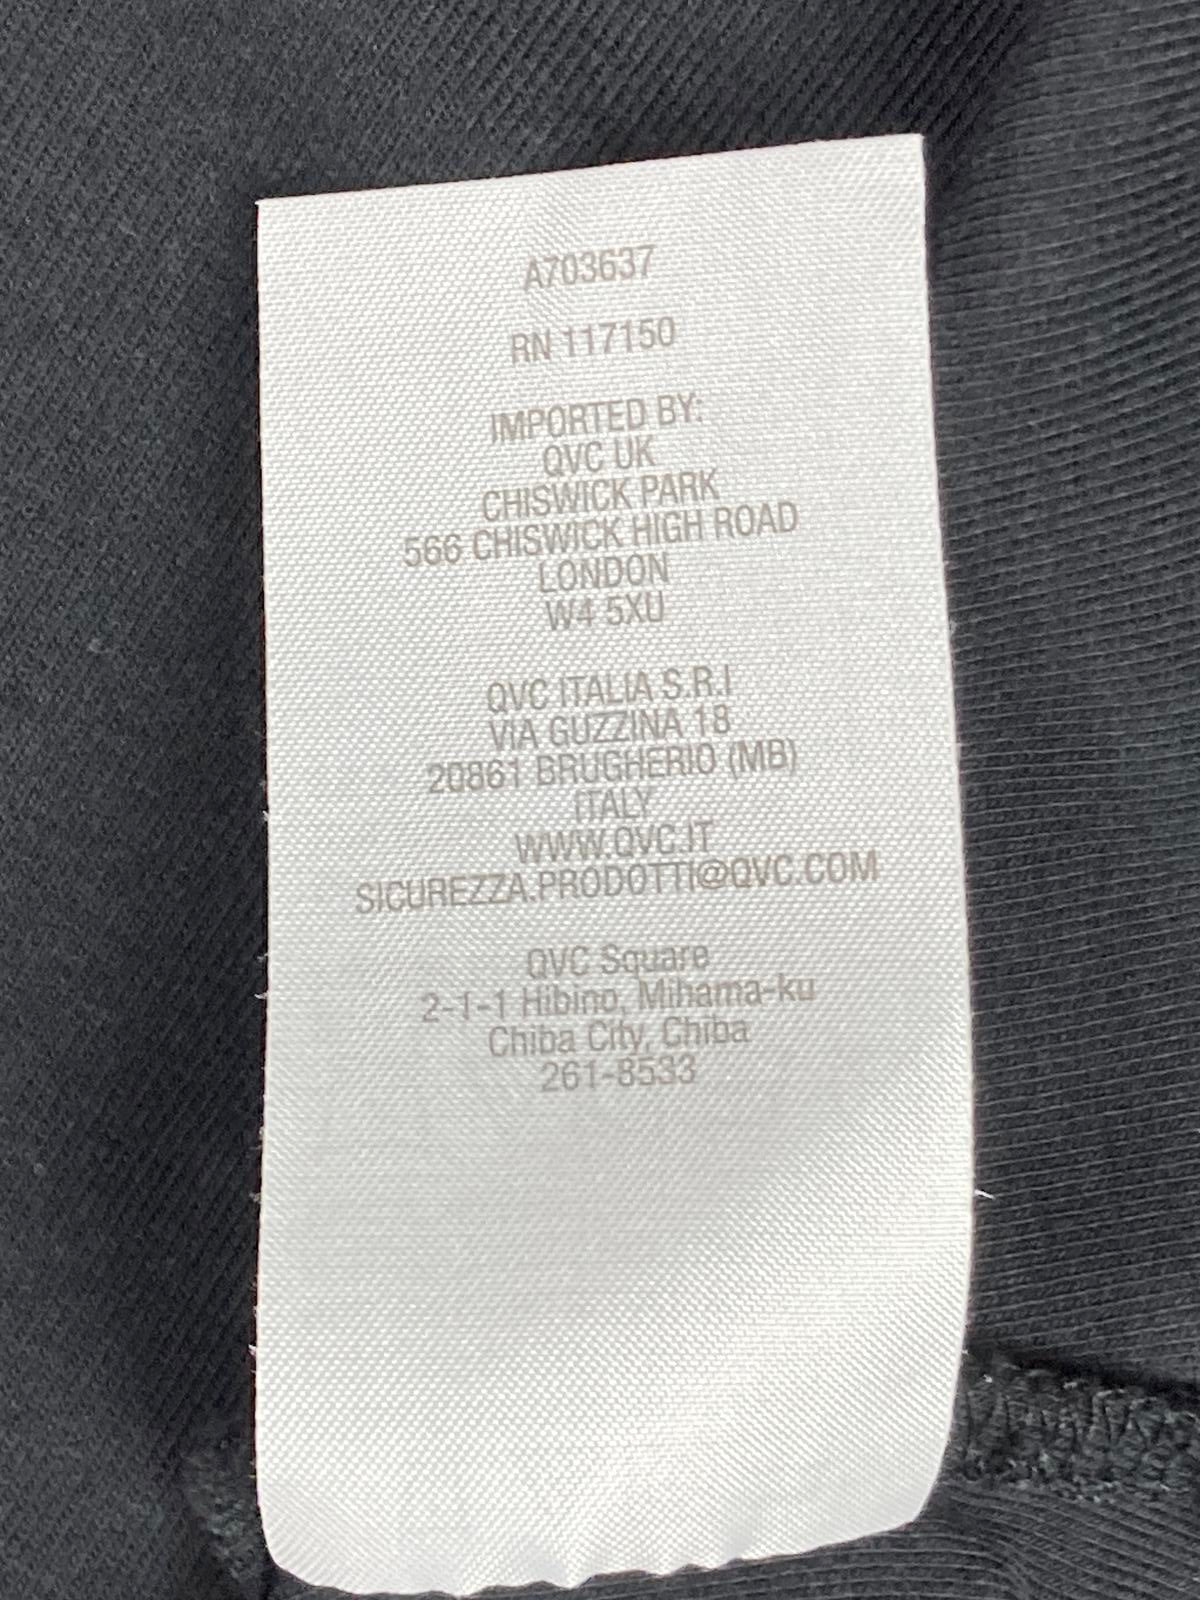 A703637
RN 117150
IMPORTED BY:
QVC UK
CHISWICK PARK
566 CHISWICK HIGH ROAD
LONDON
W4 5XU
QVC ITALIA S.R.l
VIA GUZZINA 18
20861 BRUGHERIO (MB)
ITALY
WWW.QVC.IT
SICUREZZA.PRODOTTI@QVC.COM
QVC Square
2-1-1 Hibino, Mihama-ku
Chiba City, Chiba
261-8533